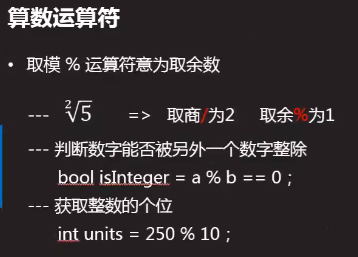 算数运算符
• 取模 % 运算符意为取余数
--- 2√5 => 取商/为2 取余%为1
--- 判断数字能否被另外一个数字整除
bool isInteger = a % b == 0 ;
--- 获取整数的个位
int units = 250 % 10 ;